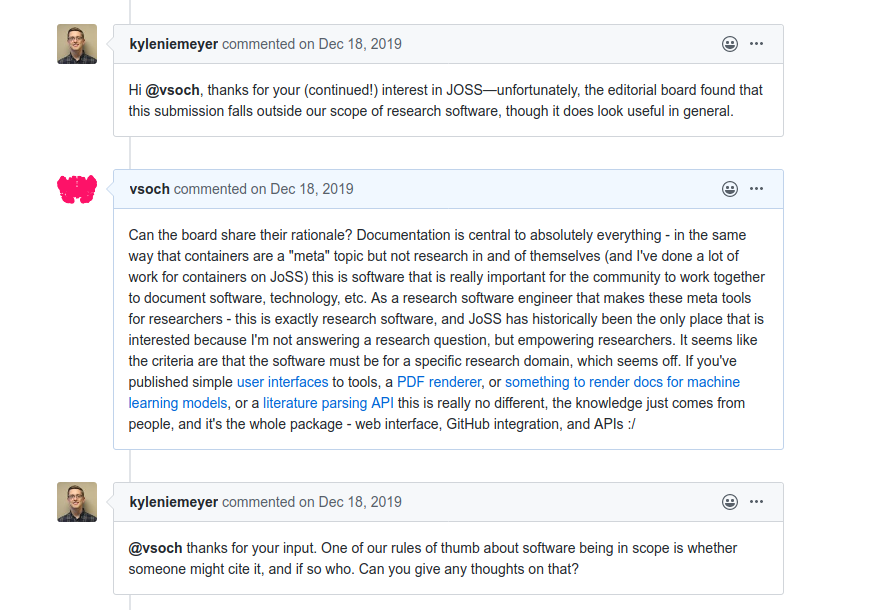 kyleniemeyer commented on Dec 18, 2019
Hi @vsoch, thanks for your (continued!) interest in JOSS—unfortunately, the editorial board found that
this submission falls outside our scope of research software, though it does look useful in general.
vsoch commented on Dec 18, 2019
Can the board share their rationale? Documentation is central to absolutely everything - in the same
way that containers are a "meta" topic but not research in and of themselves (and I've done a lot of
work for containers on JoSS) this is software that is really important for the community to work together
to document software, technology, etc. As a research software engineer that makes these meta tools
for researchers - this is exactly research software, and JoSS has historically been the only place that is
interested because I'm not answering a research question, but empowering researchers. It seems like
the criteria are that the software must be for a specific research domain, which seems off. If you've
published simple user interfaces to tools, a PDF renderer, or something to render docs for machine
learning models, or a literature parsing API this is really no different, the knowledge just comes from
people, and it's the whole package - web interface, GitHub integration, and APIs :/
kyleniemeyer commented on Dec 18, 2019
@vsoch thanks for your input. One of our rules of thumb about software being in scope is whether
someone might cite it, and if so who. Can you give any thoughts on that?